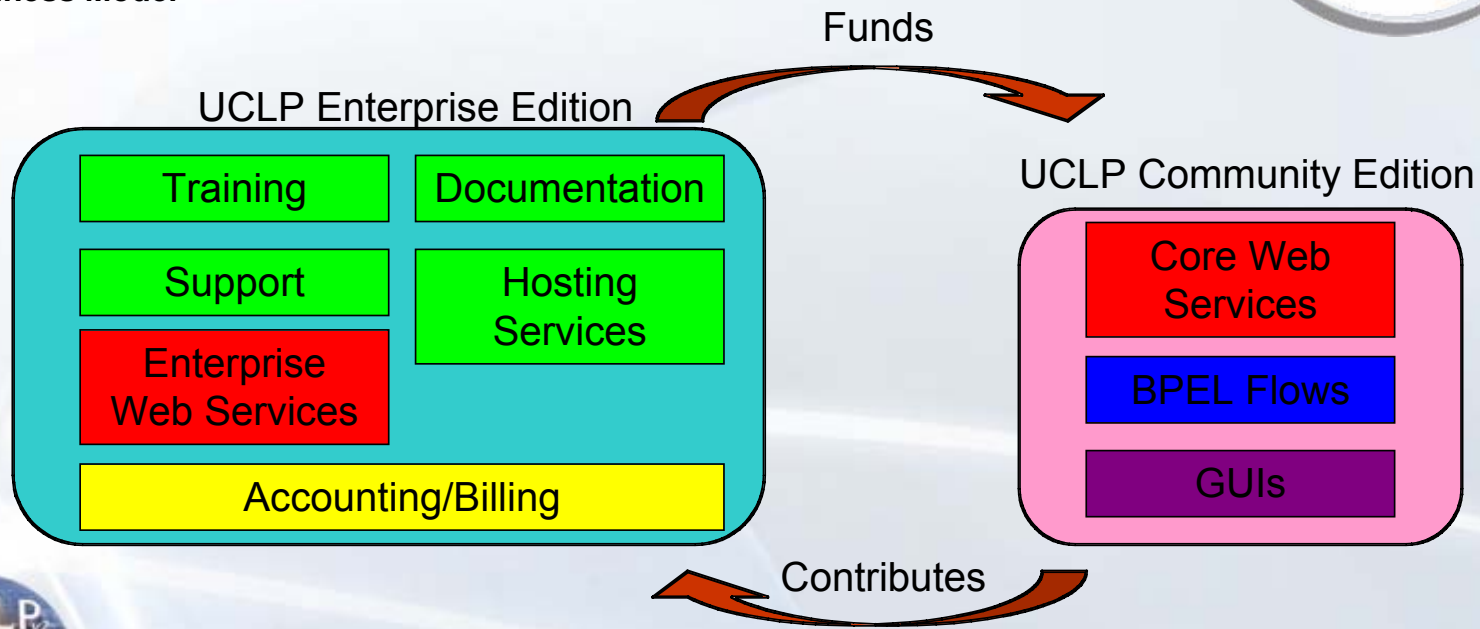 Funds
UCLP Enterprise Edition
Training
Documentation
UCLP Community Edition
Support
Hosting
Services
Core Web
Services
Enterprise
Web Services
BPEL Flows
Accounting/Billing
GUIs
Contributes